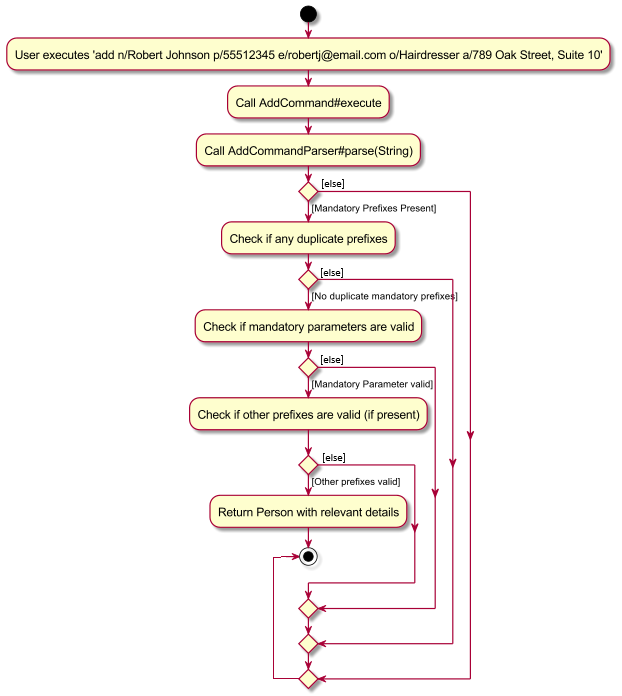 User executes 'add n/Robert Johnson p/55512345 e/robertj@email.com o/Hairdresser a/789 Oak Street, Suite 10'
Call AddCommand#execute
Call AddCommandParser#parse(String)
[else]
[Mandatory Prefixes Present]
Check if any duplicate prefixes
[else]
[No duplicate mandatory prefixes]
Check if mandatory parameters are valid
[else]
[Mandatory Parameter valid]
Check if other prefixes are valid (if present)
[else]
[Other prefixes valid]
Return Person with relevant details